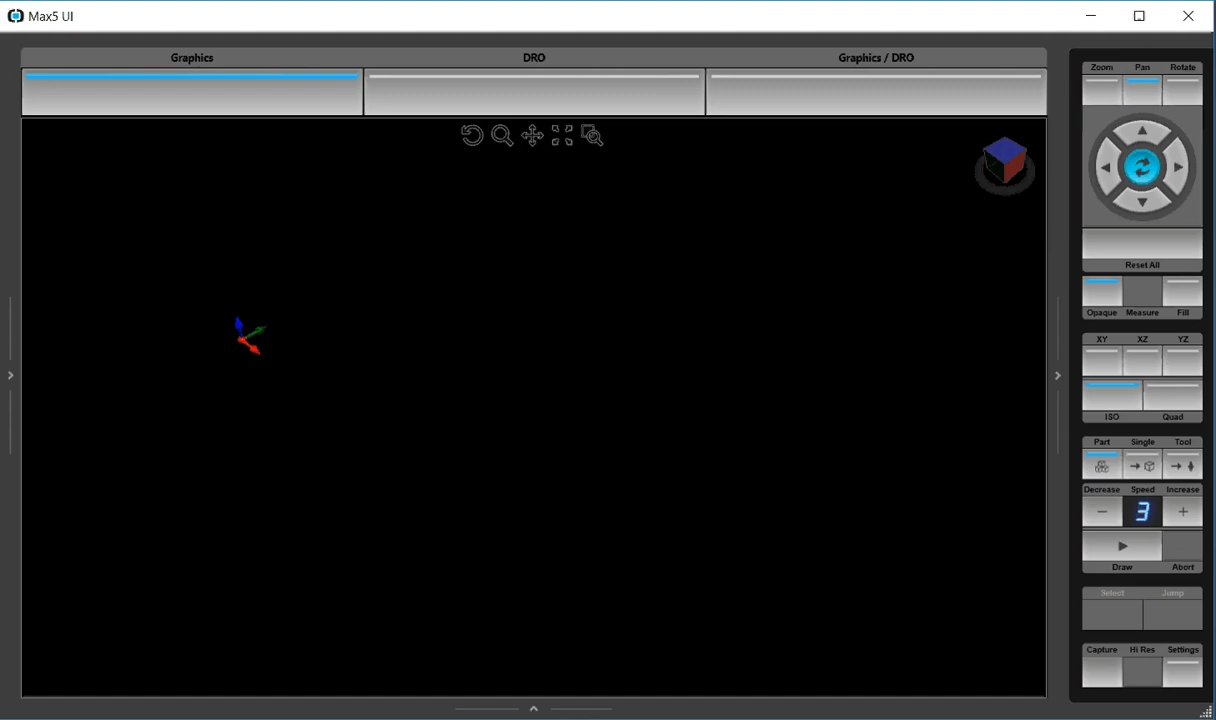 Max5 UI
Graphics DRO Graphics / DRO
Zoom Pan Rotate
Reset All
Opaque Measure Fill
XY XZ YZ
ISO Quad
Part Single Tool
Decrease Speed Increase
3
Draw Abort
Select Jump
Capture Hi Res Settings